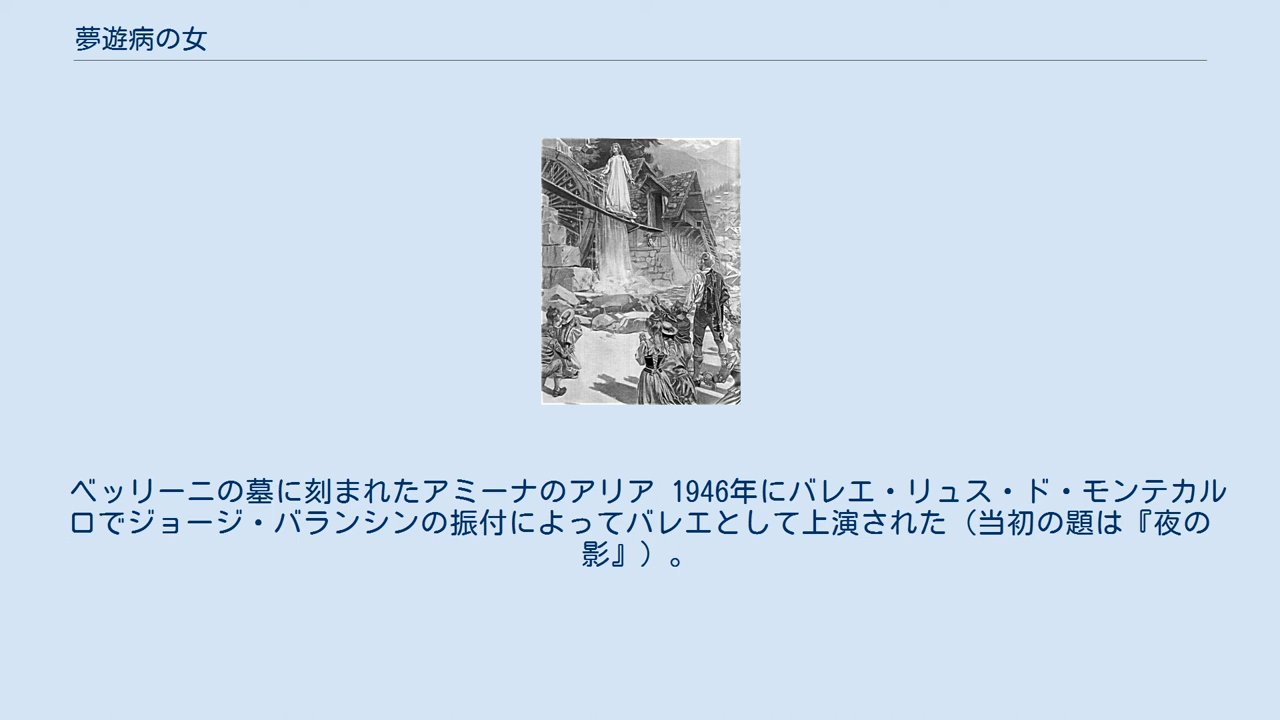 夢遊病の女
ベッリーニの墓に刻まれたアミーナのアリア 1946年にバレエ・リュス・ド・モンテカル
ロでジョージ・バランシンの振付によってバレエとして上演された（当初の題は『夜の
影』）。